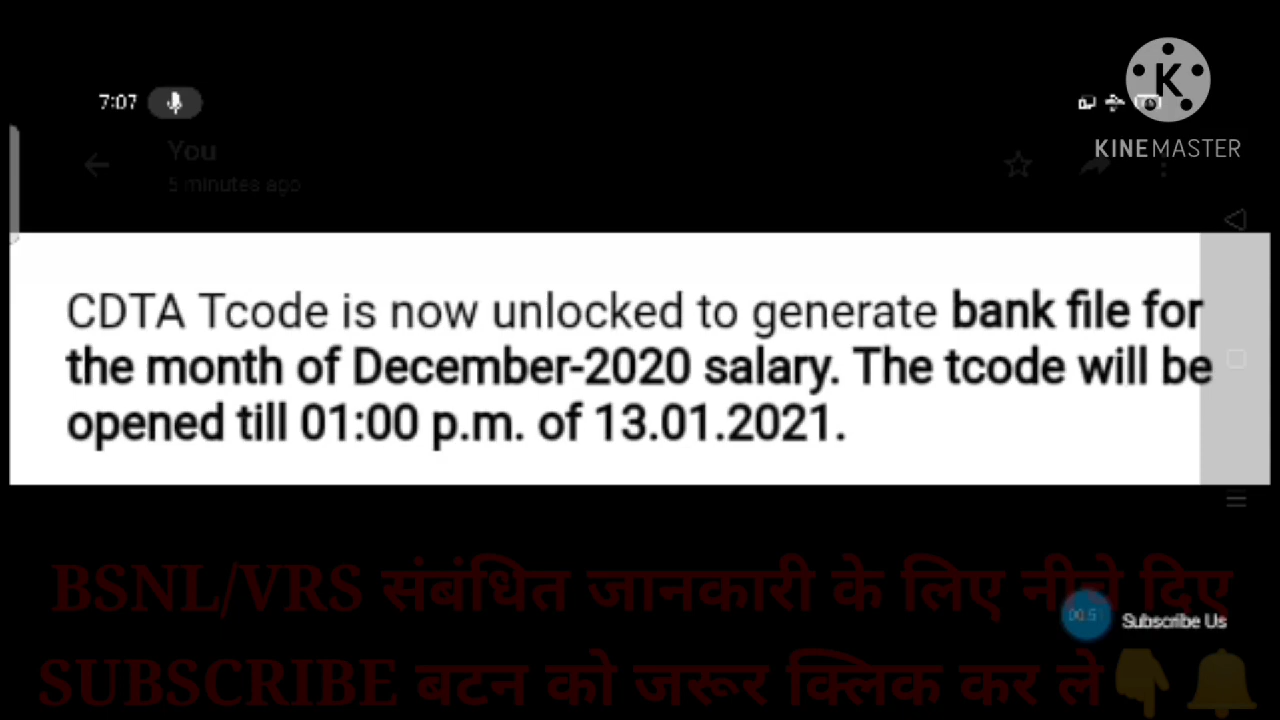 7:07
KINEMASTER
You
5 minutes ago
CDTA Tcode is now unlocked to generate bank file for
the month of December-2020 salary. The tcode will be
opened till 01:00 p.m. of 13.01.2021.
BSNL/VRS संबंधित जानकारी के लिए नीचे दिए
Subscribe Us
SUBSCRIBE बटन को जरूर क्लिक कर ले